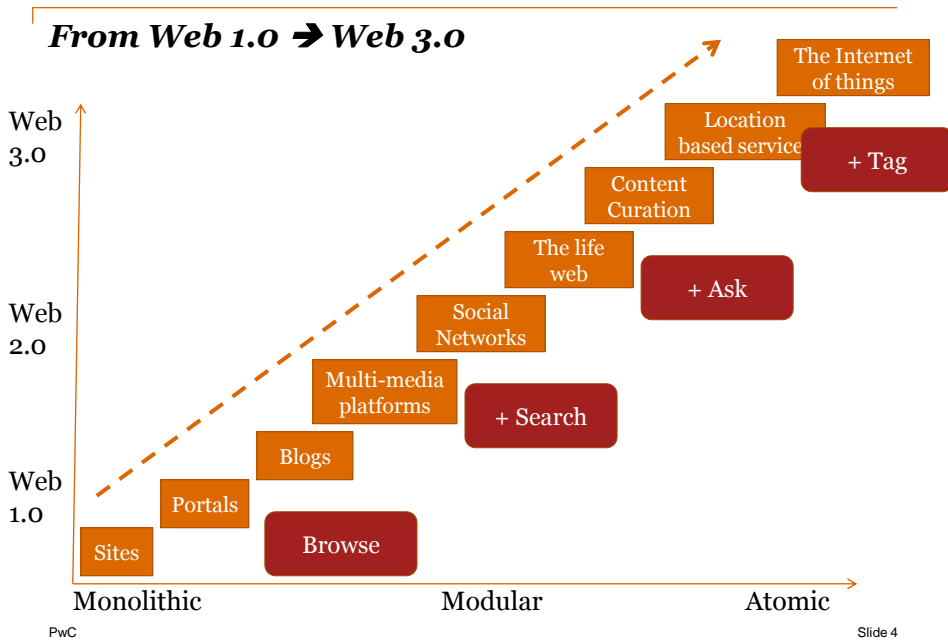 From Web 1.0 ➔ Web 3.0
The Internet
of things
Web
3.0
Location
based service
+ Tag
Content
Curation
The life
web
+ Ask
Web
2.0
Social
Networks
Multi-media
platforms
+ Search
Blogs
Web
1.0
Portals
Sites
Browse
Monolithic
Modular
Atomic
PwC
Slide 4